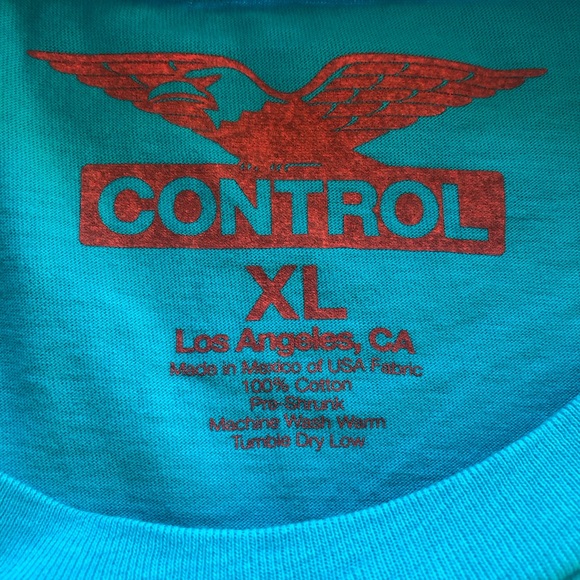 CONTROL
XL
Los Angeles, CA
Made in Mexico of USA Fabric
100% Cotton
Pre-Shrunk
Machine Wash Warm
Tumble Dry Low